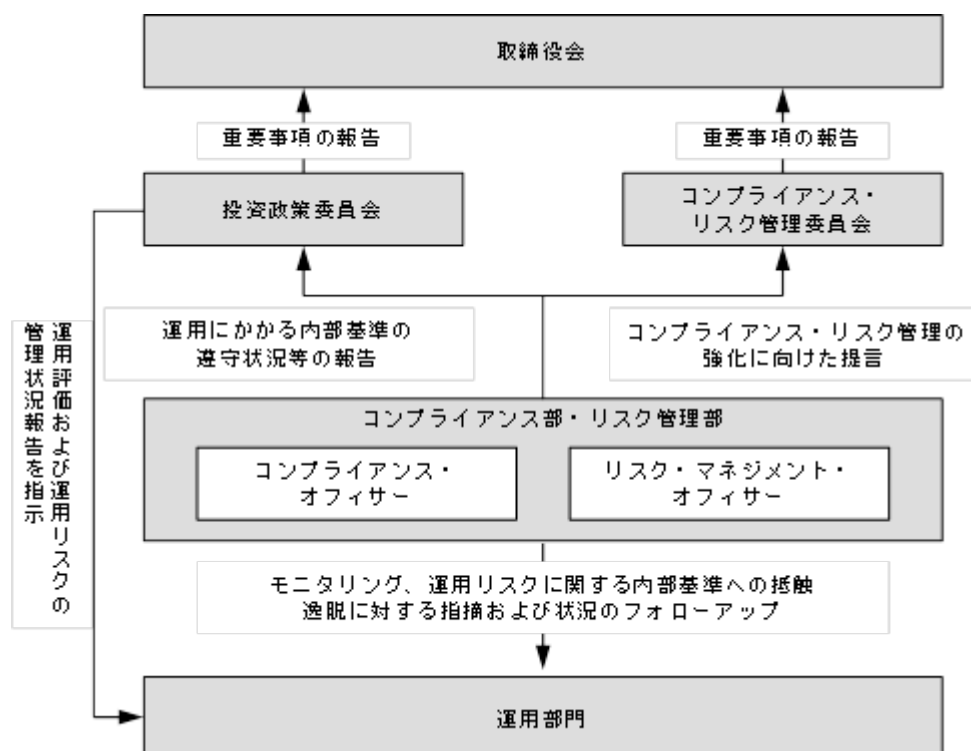 取締役会
重要事項の報告
重要事項の報告
投資政策委員会
コンプライアンス・
リスク管理委員会
運用にかかる内部基準の
遵守状況等の報告
コンプライアンス・リスク管理の
強化に向けた提言
運用評価および運用リスクの
管理状況報告を指示
コンプライアンス部・リスク管理部
コンプライアンス・
オフィサー
リスク・マネジメント・
オフィサー
モニタリング、運用リスクに関する内部基準への抵触
逸脱に対する指摘および状況のフォローアップ
運用部門